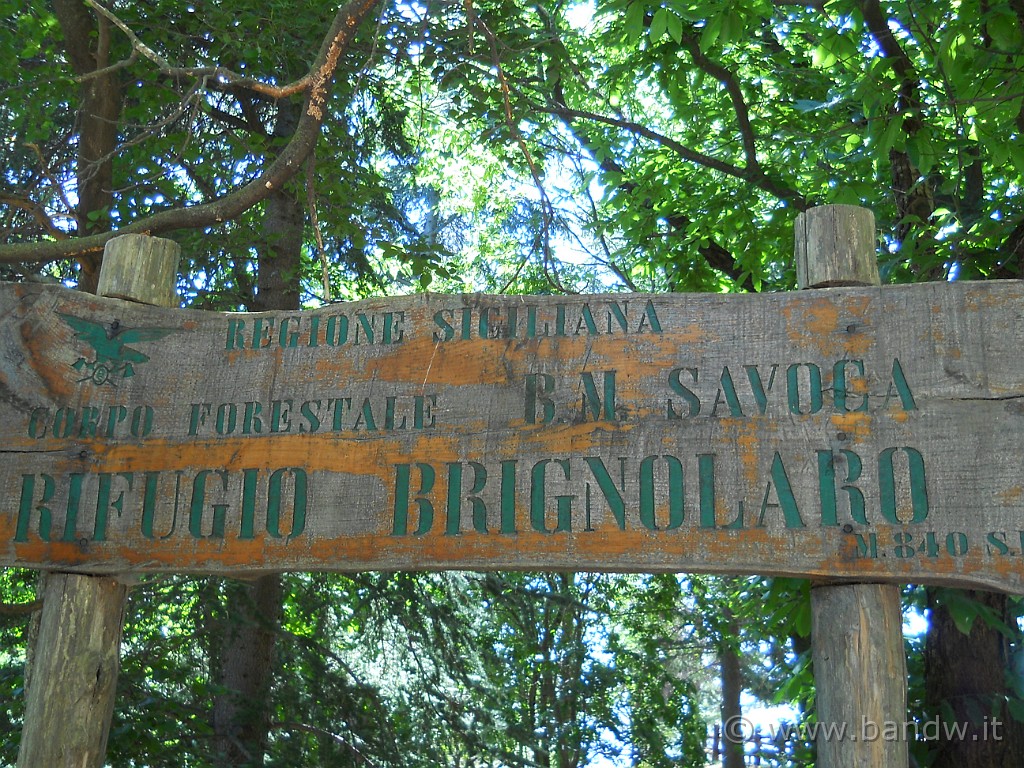 REGIONE SICILIANA
CORPO FORESTALE B.M. SAVOCA
RIFUGIO BRIGNOLARO
M. 840 S.
© www.bandw.it